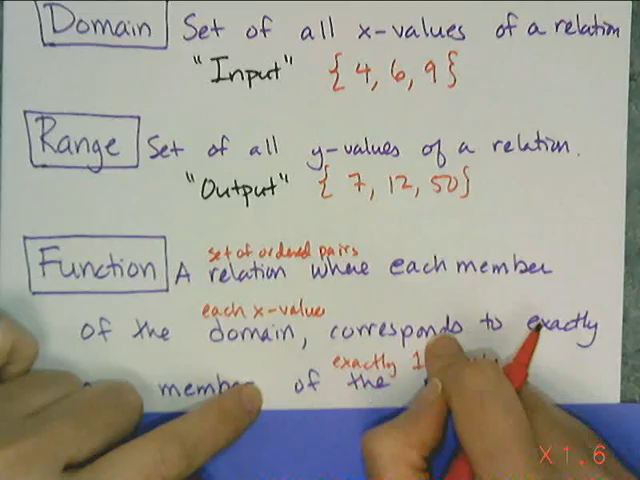 Domain Set of all x-values of a relation
"Input" { 4, 6, 9 }
Range Set of all y-values of a relation.
"Output" { 7, 12, 50 }
set of ordered pairs
Function A relation where each member
each x-value
of the domain, corresponds to exactly
exactly 1
member of the
X1.6